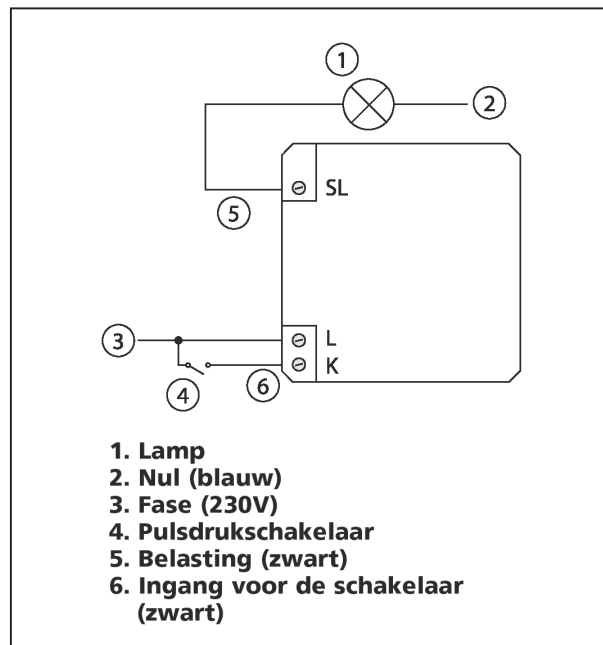 1
2
SL
5
3
L
K
4
6
1. Lamp
2. Nul (blauw)
3. Fase (230V)
4. Pulsdrukschakelaar
5. Belasting (zwart)
6. Ingang voor de schakelaar
(zwart)